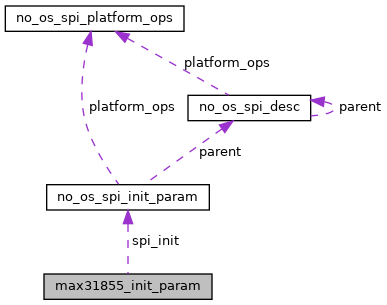 no_os_spi_platform_ops
platform_ops
no_os_spi_desc
platform_ops
parent
parent
no_os_spi_init_param
spi_init
max31855_init_param